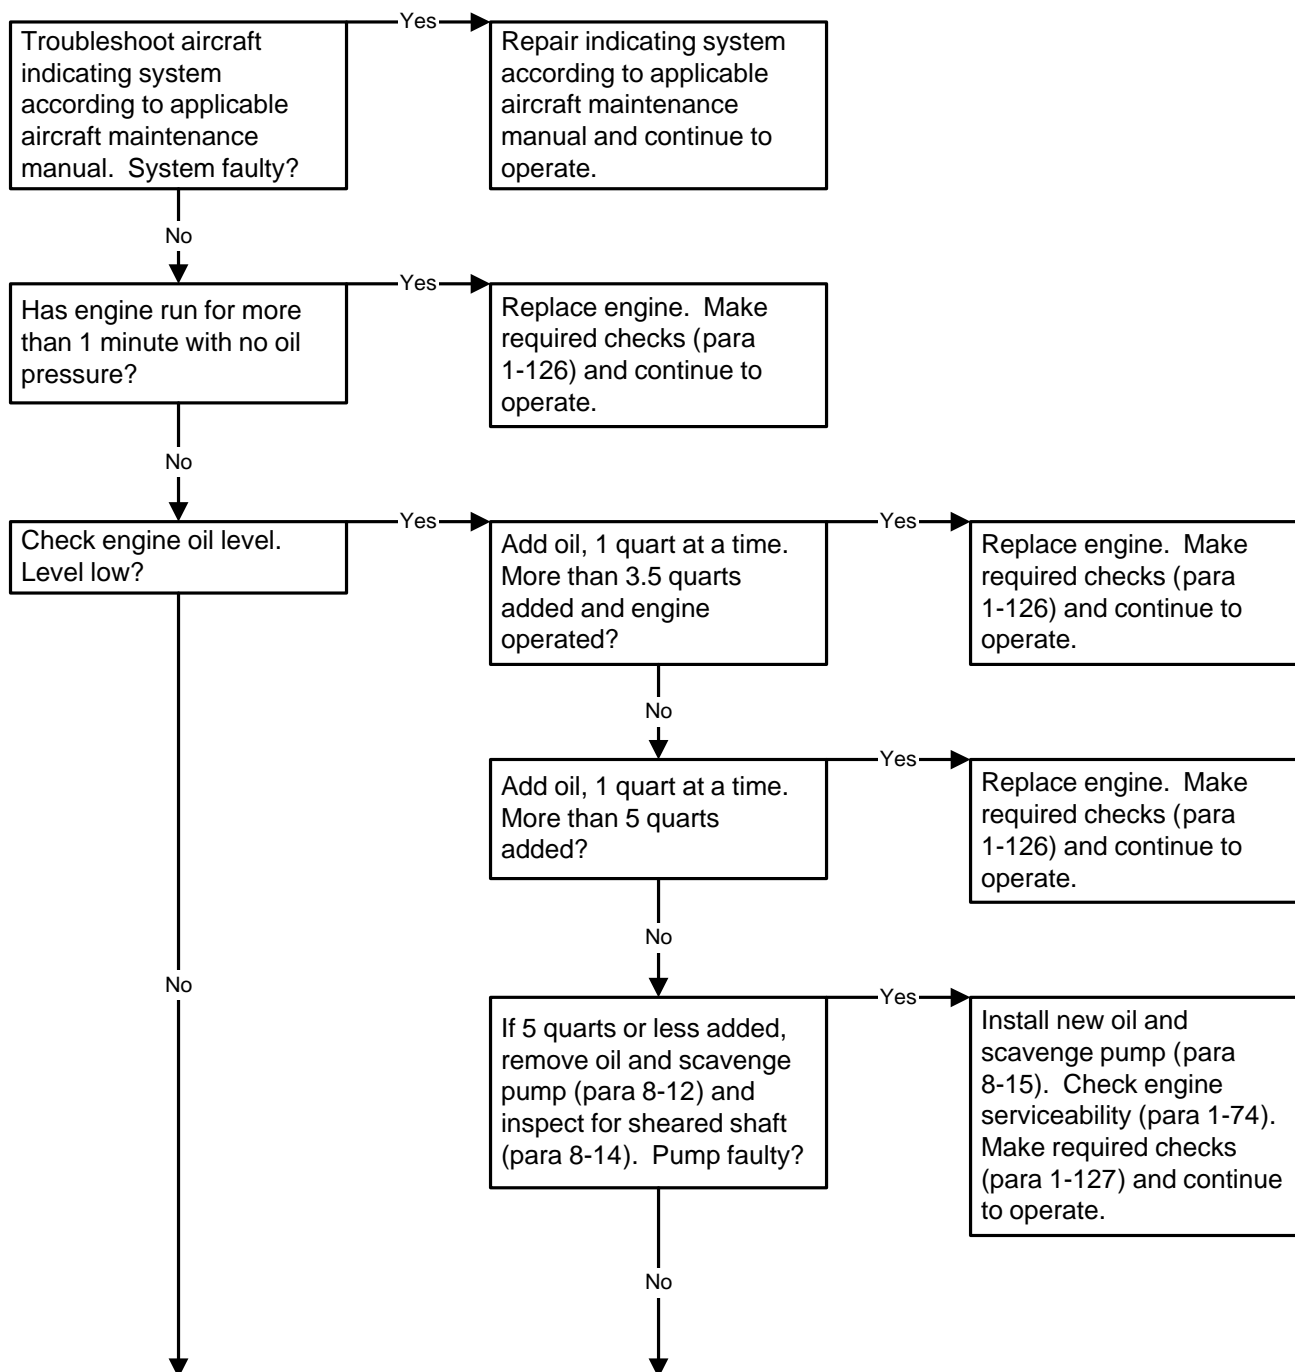 Troubleshoot aircraft
indicating system
according to applicable
aircraft maintenance
manual.  System faulty?
Yes
Repair indicating system
according to applicable
aircraft maintenance
manual and continue to
operate.
No
Has engine run for more
than 1 minute with no oil
pressure?
Yes
Replace engine.  Make
required checks (para
1-126) and continue to
operate.
No
Check engine oil level.
Level low?
Yes
Add oil, 1 quart at a time.
More than 3.5 quarts
added and engine
operated?
Yes
Replace engine.  Make
required checks (para
1-126) and continue to
operate.
No
Add oil, 1 quart at a time.
More than 5 quarts
added?
Yes
Replace engine.  Make
required checks (para
1-126) and continue to
operate.
No
No
If 5 quarts or less added,
remove oil and scavenge
pump (para 8-12) and
inspect for sheared shaft
(para 8-14).  Pump faulty?
Yes
Install new oil and
scavenge pump (para
8-15).  Check engine
serviceability (para 1-74).
Make required checks
(para 1-127) and continue
to operate.
No